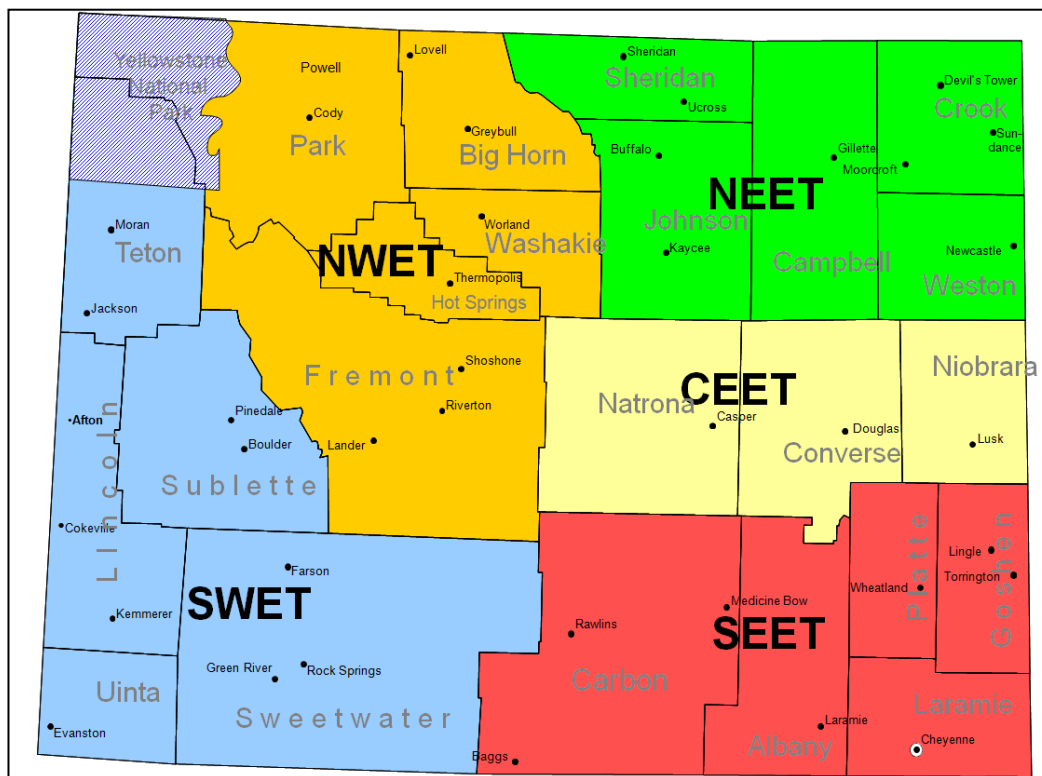 Yellowstone
National
Park
Powell
Cody
Park
Lovell
Greybull
Big Horn
Sheridan
Sheridan
Ucross
Buffalo
Johnson
Kaycee
NEET
Gillette
Moorcroft
Campbell
Devil's Tower
Crook
Sun-
dance
Newcastle
Weston
Moran
Teton
Jackson
NWET
Worland
Washakie
Thermopolis
Hot Springs
Shoshone
Fremont
Riverton
Lander
Afton
Lincoln
Pinedale
Boulder
Sublette
Cokeville
Kemmerer
CEET
Natrona
Casper
Douglas
Converse
Niobrara
Lusk
SWET
Farson
Green River
Rock Springs
Sweetwater
Uinta
Evanston
SEET
Medicine Bow
Rawlins
Carbon
Baggs
Wheatland
Platte
Lingle
Torrington
Goshen
Laramie
Albany
Laramie
Cheyenne